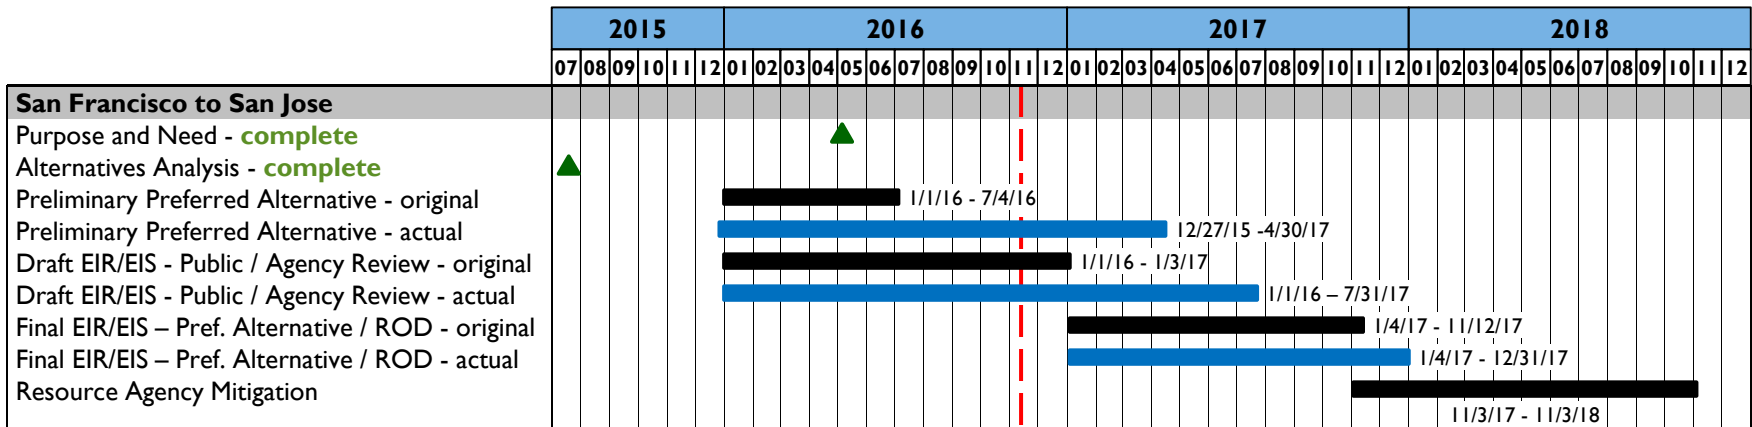 2015 2016 2017 2018
07 08 09 10 11 12 01 02 03 04 05 06 07 08 09 10 11 12 01 02 03 04 05 06 07 08 09 10 11 12 01 02 03 04 05 06 07 08 09 10 11 12
San Francisco to San Jose
Purpose and Need - complete
Alternatives Analysis - complete
Preliminary Preferred Alternative - original 1/1/16 - 7/4/16
Preliminary Preferred Alternative - actual 12/27/15 -4/30/17
Draft EIR/EIS - Public / Agency Review - original 1/1/16 - 1/3/17
Draft EIR/EIS - Public / Agency Review - actual 1/1/16 – 7/31/17
Final EIR/EIS – Pref. Alternative / ROD - original 1/4/17 - 11/12/17
Final EIR/EIS – Pref. Alternative / ROD - actual 1/4/17 - 12/31/17
Resource Agency Mitigation
11/3/17 - 11/3/18